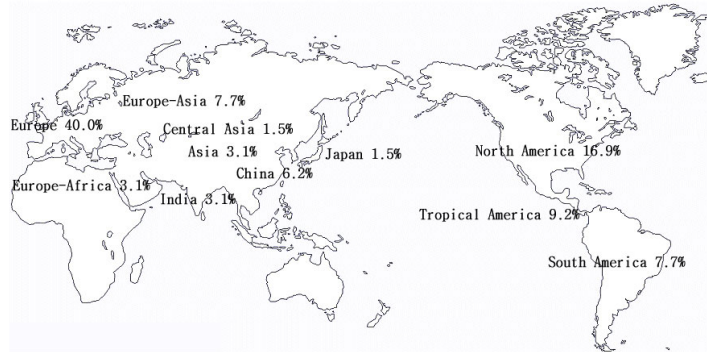 Europe-Asia 7.7%
Europe 40.0%
Central Asia 1.5%
Asia 3.1%
Japan 1.5%
North America 16.9%
China 6.2%
Europe-Africa 3.1%
India 3.1%
Tropical America 9.2%
South America 7.7%